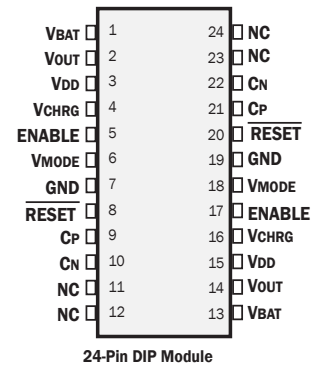 VBAT 1 24 NC
VOUT 2 23 NC
VDD 3 22 CN
VCHRG 4 21 CP
ENABLE 5 20 RESET
VMODE 6 19 GND
GND 7 18 VMODE
RESET 8 17 ENABLE
CP 9 16 VCHRG
CN 10 15 VDD
NC 11 14 VOUT
NC 12 13 VBAT
24-Pin DIP Module